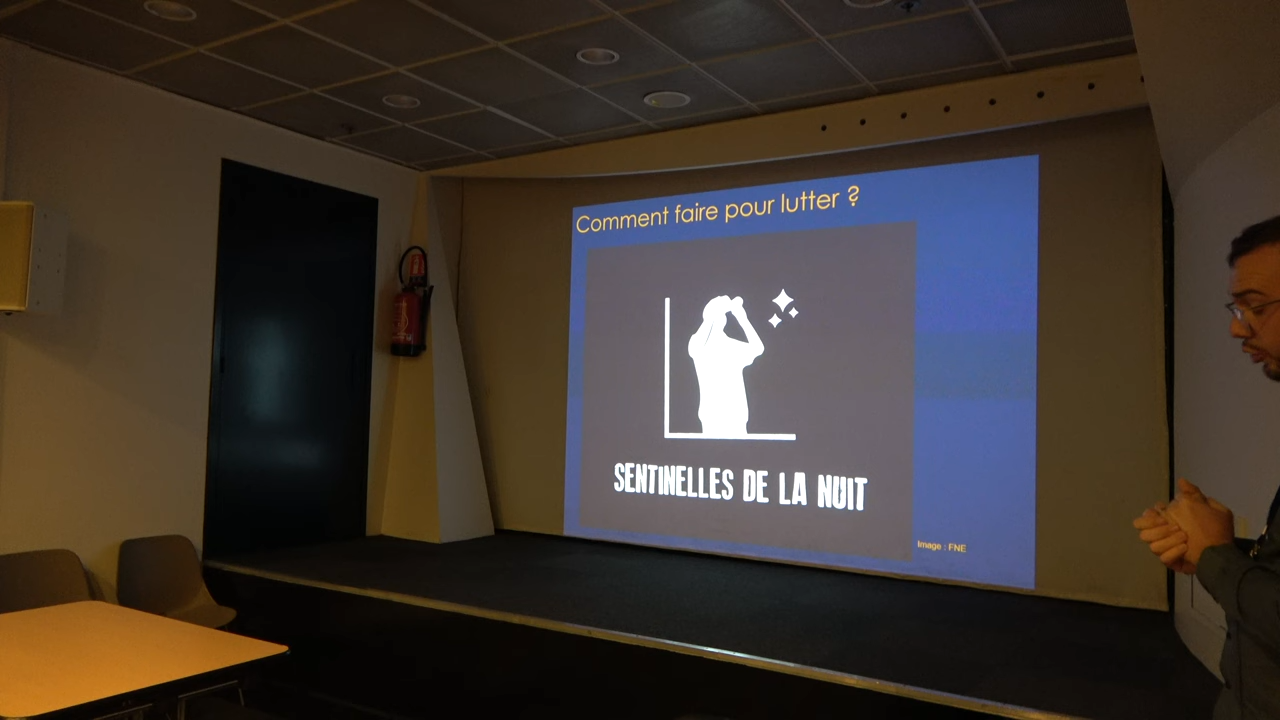 Comment faire pour lutter ?
SENTINELLES DE LA NUIT
Image : FNE